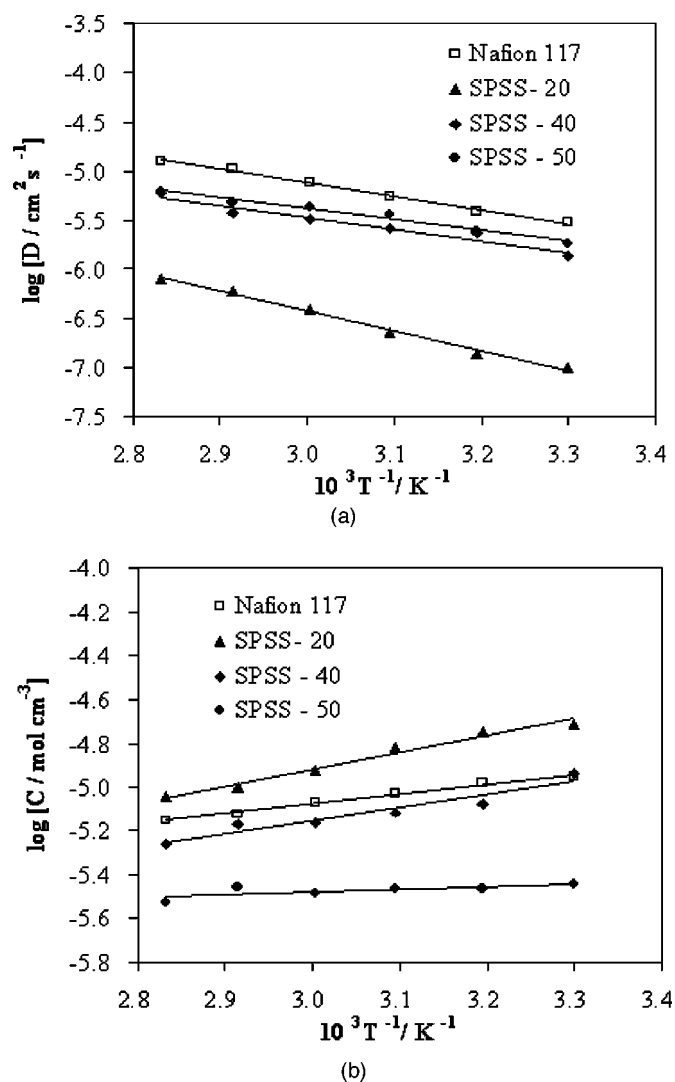 -3.5
-4.0
-4.5
-5.0
-5.5
-6.0
-6.5
-7.0
-7.5
log [D / cm² s⁻¹]
Nafion 117
SPSS- 20
SPSS - 40
SPSS - 50
2.8 2.9 3.0 3.1 3.2 3.3 3.4
10 ³T ⁻¹/ K⁻¹
(a)
-4.0
-4.2
-4.4
-4.6
-4.8
-5.0
-5.2
-5.4
-5.6
-5.8
log [C / mol cm⁻³]
Nafion 117
SPSS- 20
SPSS - 40
SPSS - 50
2.8 2.9 3.0 3.1 3.2 3.3 3.4
10 ³T ⁻¹/ K⁻¹
(b)